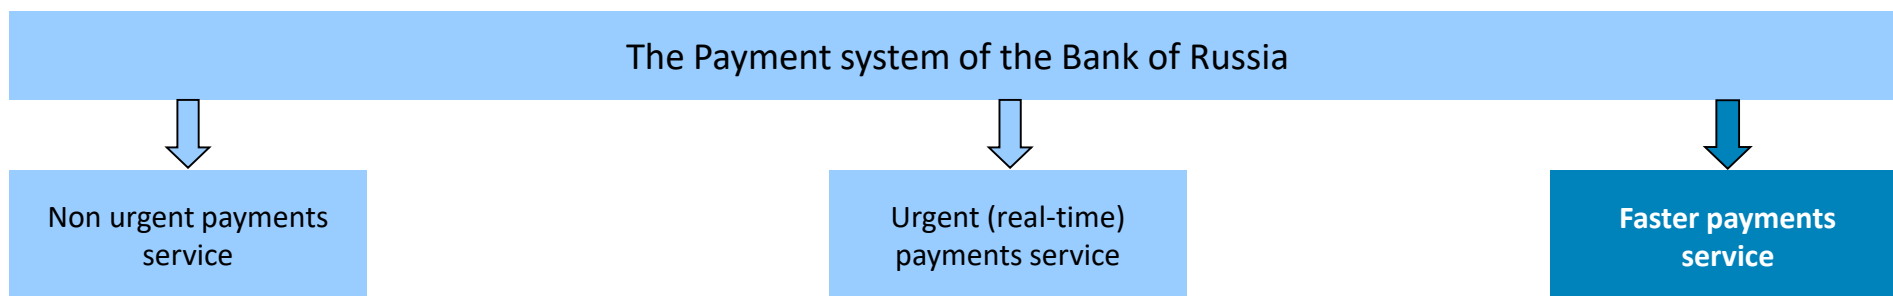 The Payment system of the Bank of Russia
Non urgent payments
service
Urgent (real-time)
payments service
Faster payments
service